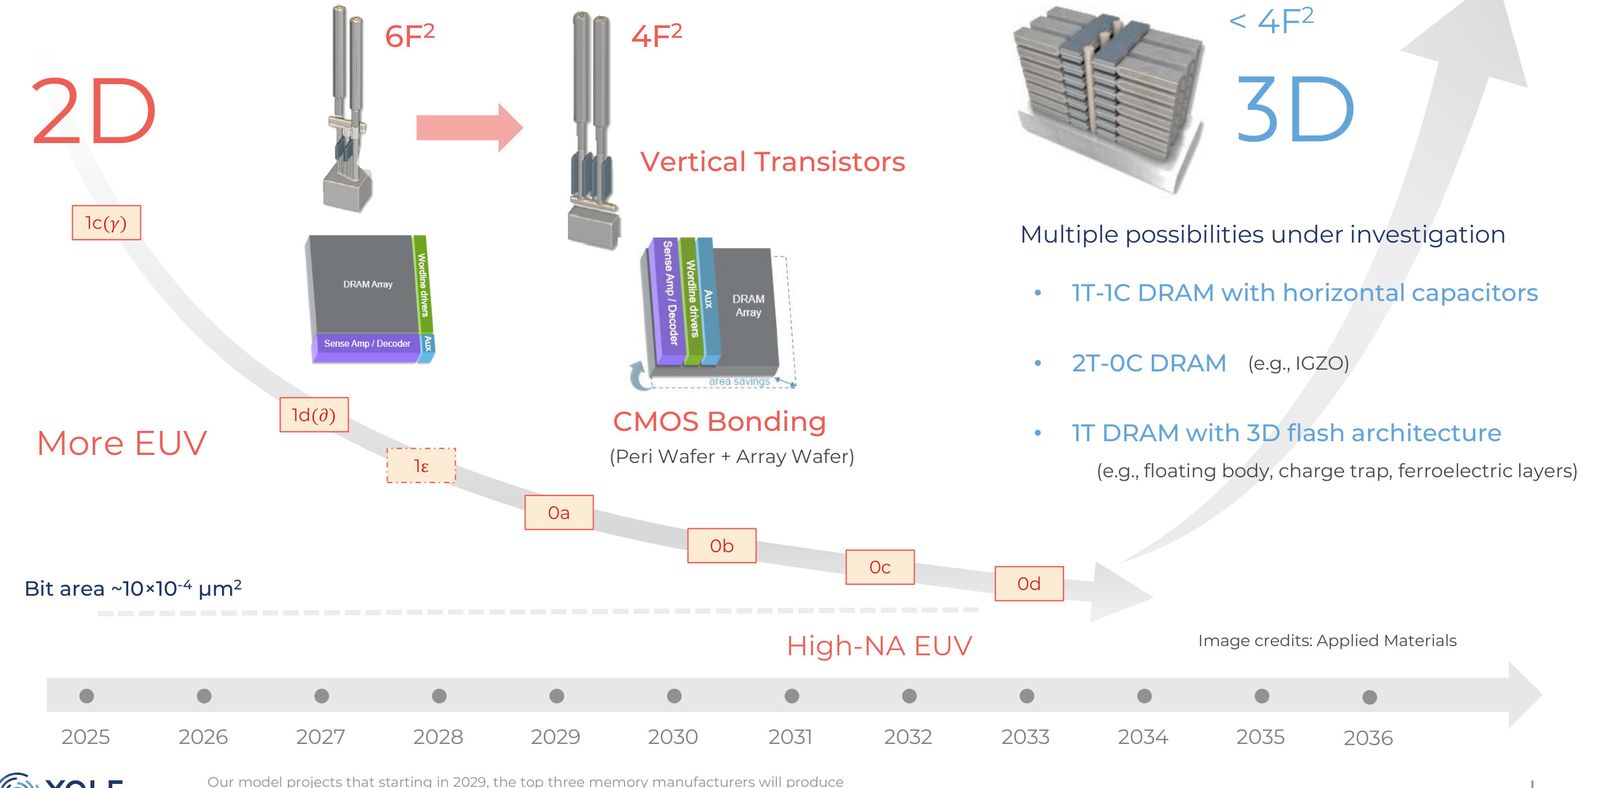 6F²
4F²
< 4F²
2D
3D
Vertical Transistors
1c(γ)
Multiple possibilities under investigation
DRAM Array
Wordline drivers
Sense Amp / Decoder
Aux
Sense Amp / Decoder
Wordline drivers
Aux
DRAM
Array
area savings
• 1T-1C DRAM with horizontal capacitors
• 2T-0C DRAM (e.g., IGZO)
• 1T DRAM with 3D flash architecture
(e.g., floating body, charge trap, ferroelectric layers)
1d(∂)
More EUV
CMOS Bonding
(Peri Wafer + Array Wafer)
1ε
0a
0b
0c
0d
Bit area ~10×10⁻⁴ µm²
High-NA EUV
Image credits: Applied Materials
2025 2026 2027 2028 2029 2030 2031 2032 2033 2034 2035 2036
YOLE
Our model projects that starting in 2029, the top three memory manufacturers will produce